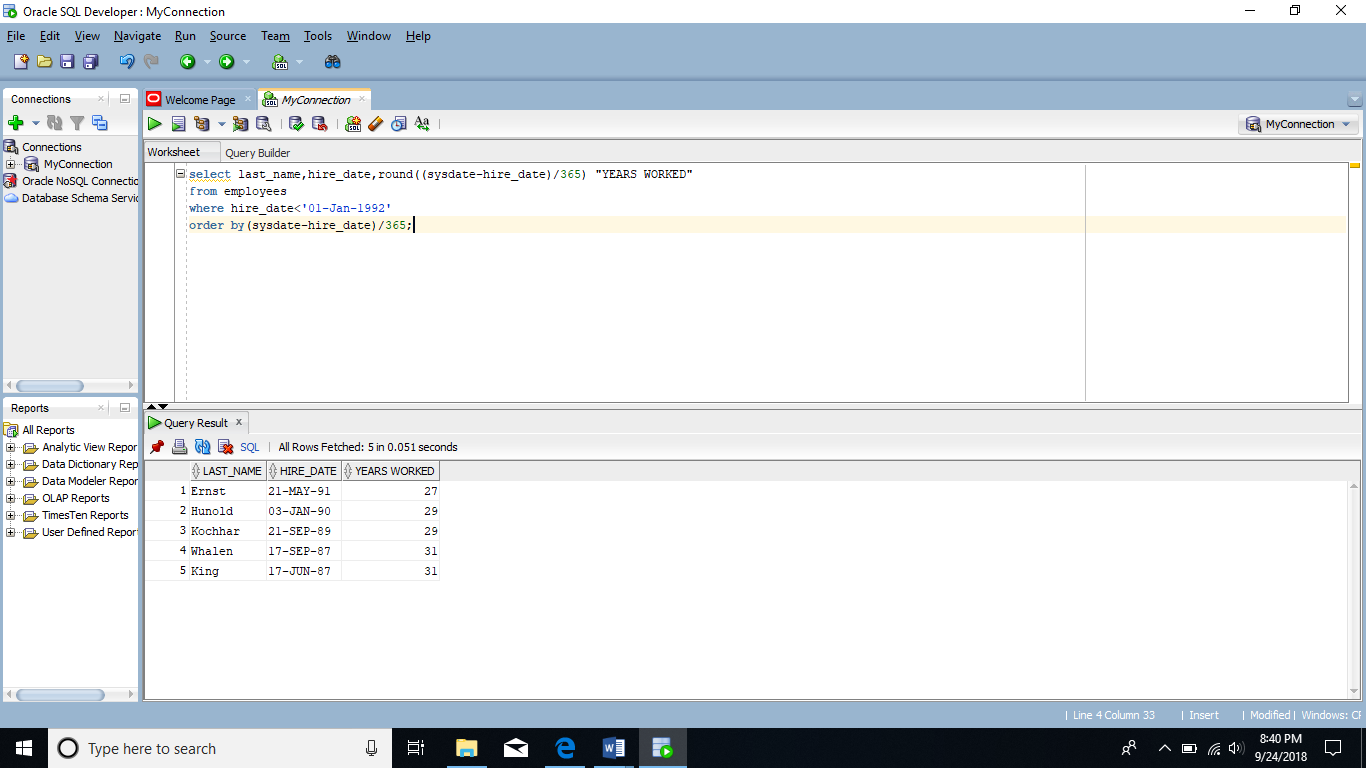 Oracle SQL Developer : MyConnection
File Edit View Navigate Run Source Team Tools Window Help
Connections
Welcome Page
MyConnection
MyConnection
Connections
MyConnection
Oracle NoSQL Connectic
Database Schema Servic
Worksheet Query Builder
select last_name,hire_date,round((sysdate-hire_date)/365) "YEARS WORKED"
from employees
where hire_date<'01-Jan-1992'
order by(sysdate-hire_date)/365;
Reports
All Reports
Analytic View Repor
Data Dictionary Rep
Data Modeler Repor
OLAP Reports
TimesTen Reports
User Defined Repor
Query Result
SQL | All Rows Fetched: 5 in 0.051 seconds
LAST_NAME HIRE_DATE YEARS WORKED
1 Ernst 21-MAY-91 27
2 Hunold 03-JAN-90 29
3 Kochhar 21-SEP-89 29
4 Whalen 17-SEP-87 31
5 King 17-JUN-87 31
| Line 4 Column 33 | Insert | Modified | Windows: CF
Type here to search
8:40 PM
9/24/2018